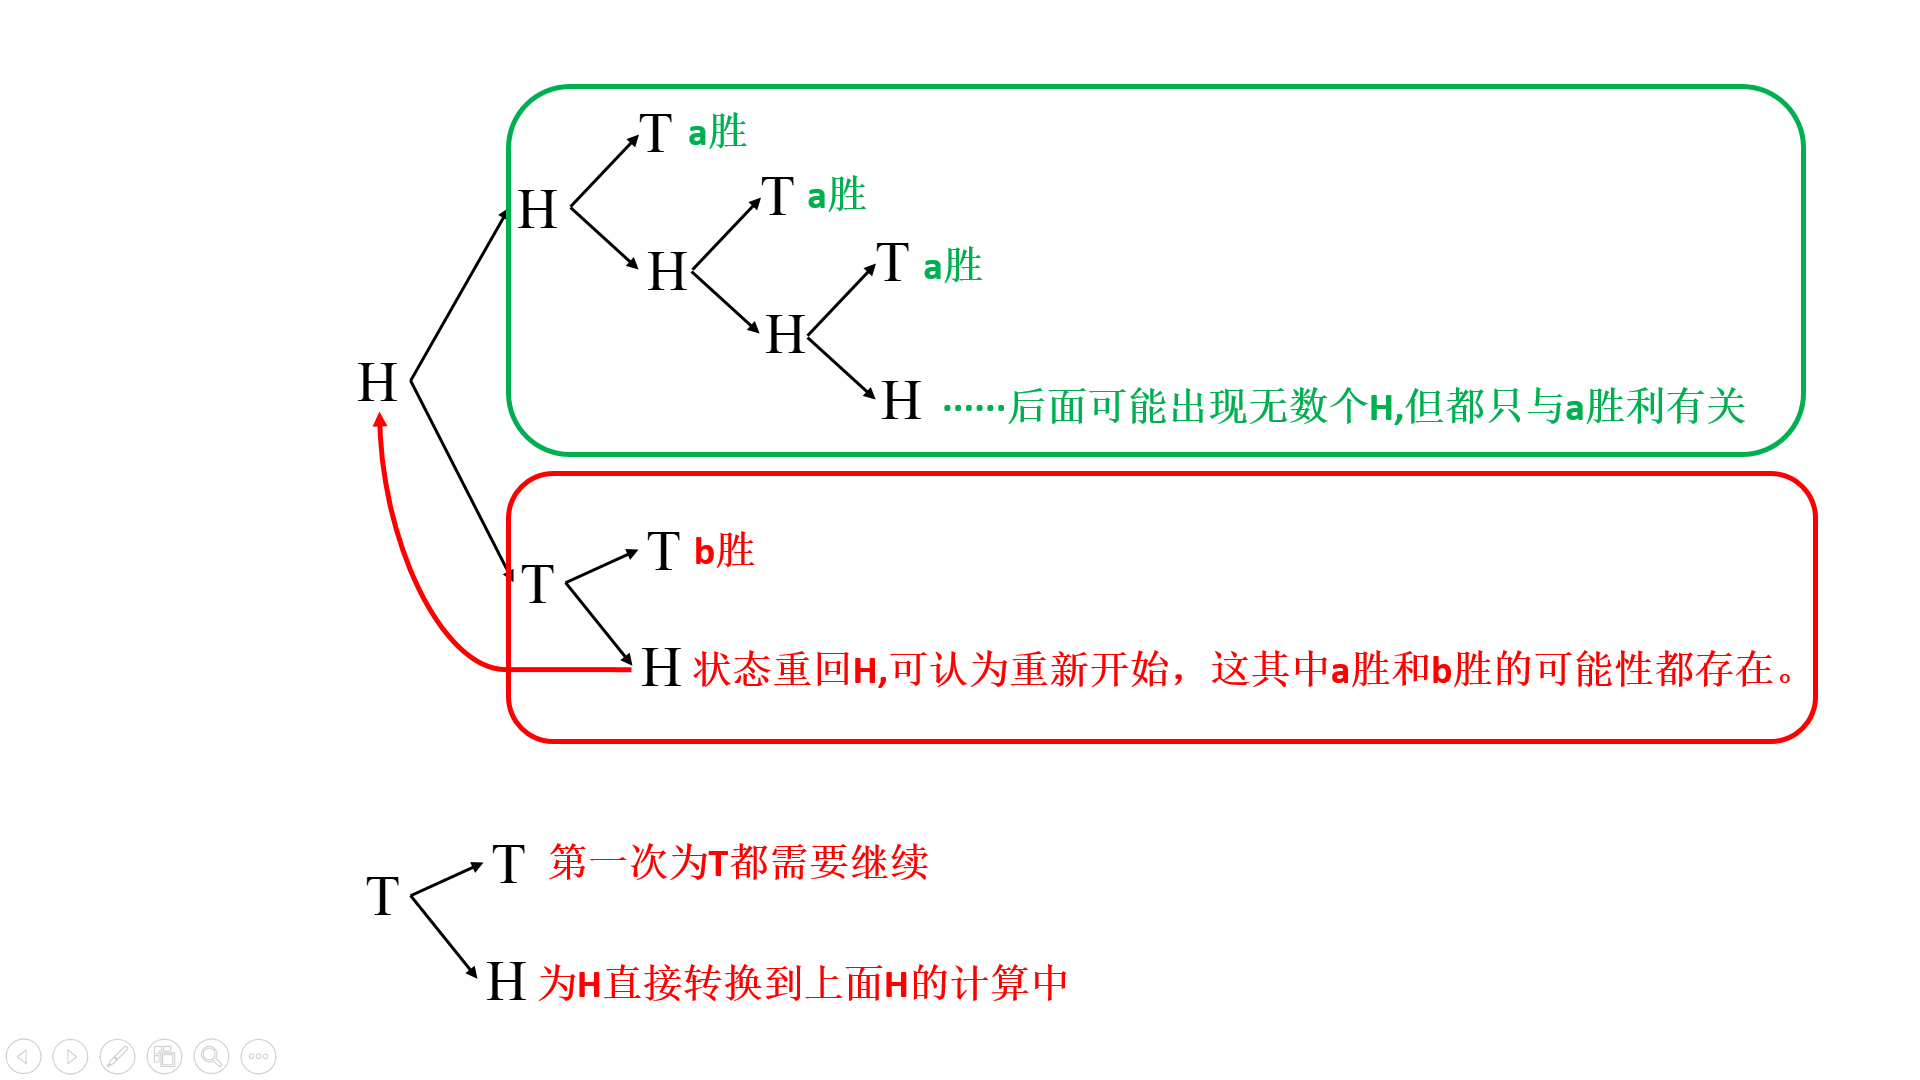 T a胜
H
T a胜
H
T a胜
H
H
H ……后面可能出现无数个H,但都只与a胜利有关
T
T b胜
H 状态重回H,可认为重新开始，这其中a胜和b胜的可能性都存在。
T
T 第一次为T都需要继续
H 为H直接转换到上面H的计算中